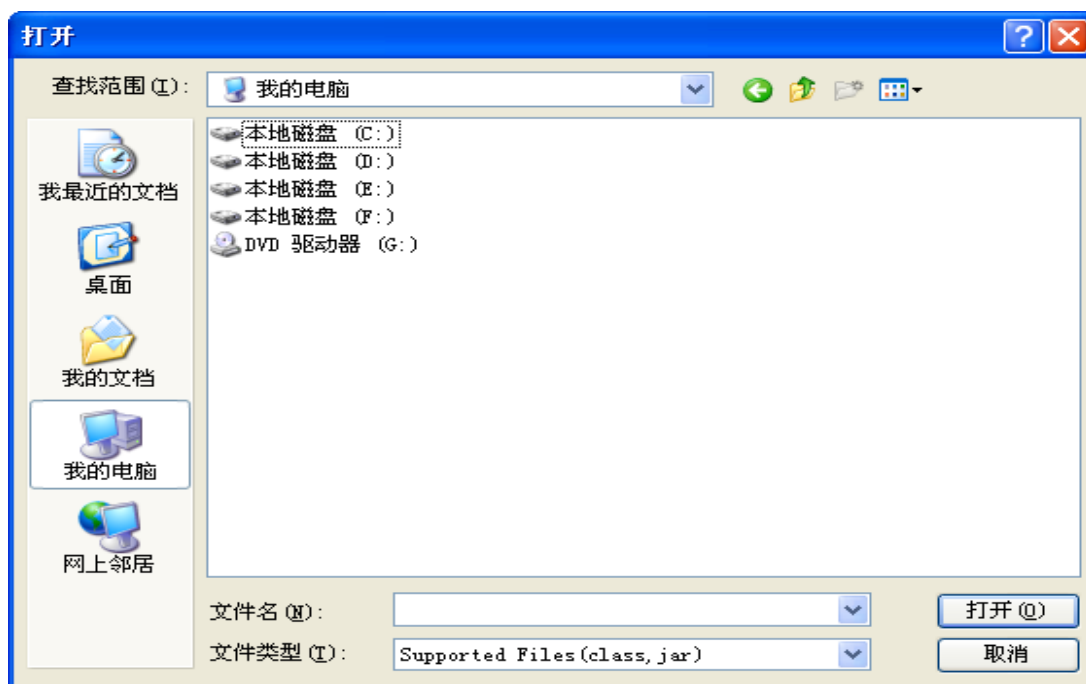 打开
查找范围(I):
我的电脑
我最近的文档
桌面
我的文档
我的电脑
网上邻居
本地磁盘 (C:)
本地磁盘 (D:)
本地磁盘 (E:)
本地磁盘 (F:)
DVD 驱动器 (G:)
文件名(N):
打开(O)
文件类型(T):
Supported Files(class,jar)
取消